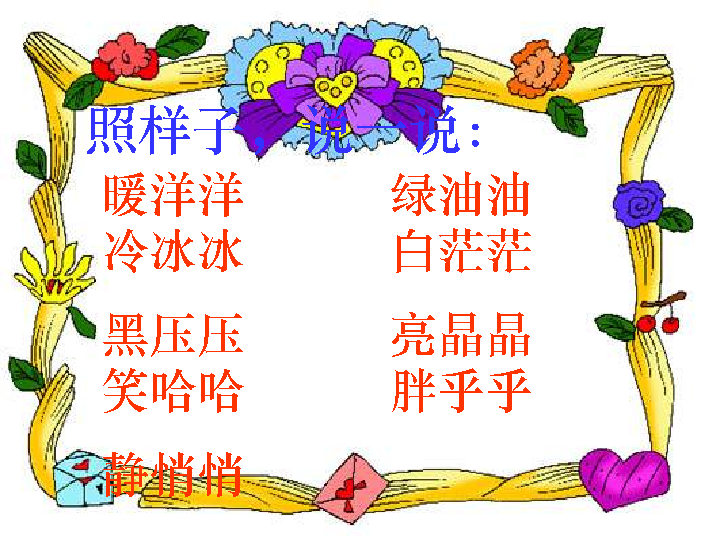 照样子，说一说：
暖洋洋 绿油油
冷冰冰 白茫茫
黑压压 亮晶晶
笑哈哈 胖乎乎
静悄悄